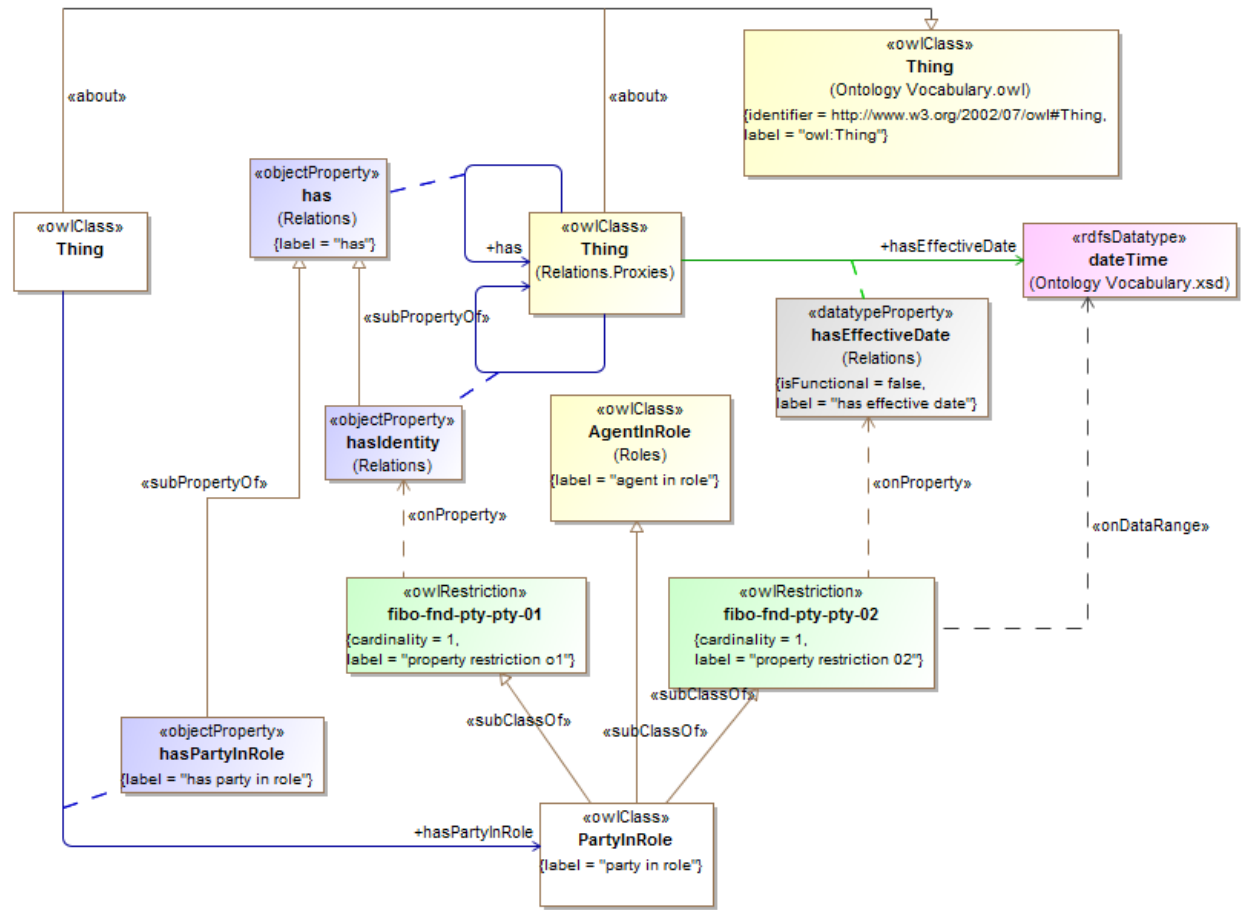 «owlClass»
Thing
(Ontology Vocabulary.owl)
{identifier = http://www.w3.org/2002/07/owl#Thing,
label = "owl:Thing"}
«about»
«about»
«objectProperty»
has
(Relations)
{label = "has"}
«owlClass»
Thing
«owlClass»
Thing
(Relations.Proxies)
+has
+hasEffectiveDate
«rdfsDatatype»
dateTime
(Ontology Vocabulary.xsd)
«subPropertyOf»
«datatypeProperty»
hasEffectiveDate
(Relations)
{isFunctional = false,
label = "has effective date"}
«objectProperty»
hasIdentity
(Relations)
«owlClass»
AgentInRole
(Roles)
{label = "agent in role"}
«subPropertyOf»
«onProperty»
«onProperty»
«onDataRange»
«owlRestriction»
fibo-fnd-pty-pty-01
{cardinality = 1,
label = "property restriction o1"}
«owlRestriction»
fibo-fnd-pty-pty-02
{cardinality = 1,
label = "property restriction 02"}
«subClassOf»
«subClassOf»
«subClassOf»
«objectProperty»
hasPartyInRole
{label = "has party in role"}
+hasPartyInRole
«owlClass»
PartyInRole
{label = "party in role"}